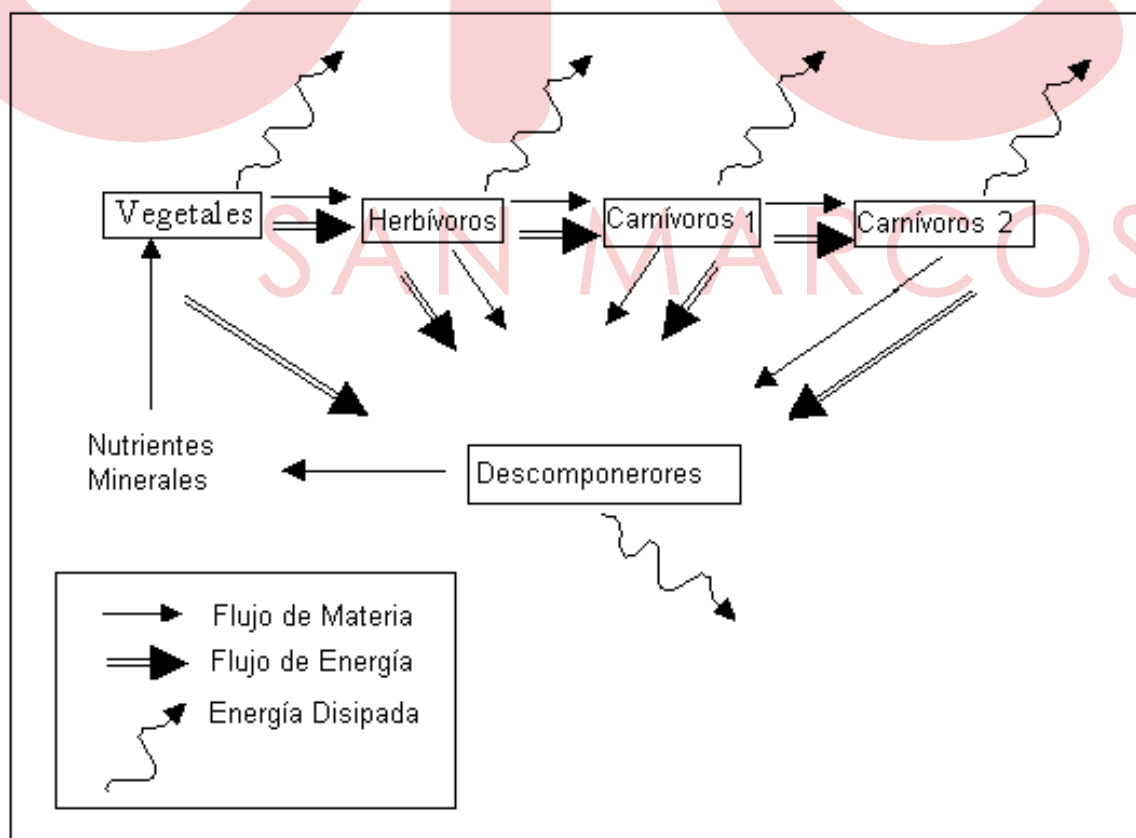 Vegetales
Herbívoros
Carnívoros 1
Carnívoros 2
SAN MARCOS
Nutrientes
Minerales
Descomponerores
Flujo de Materia
Flujo de Energía
Energía Disipada